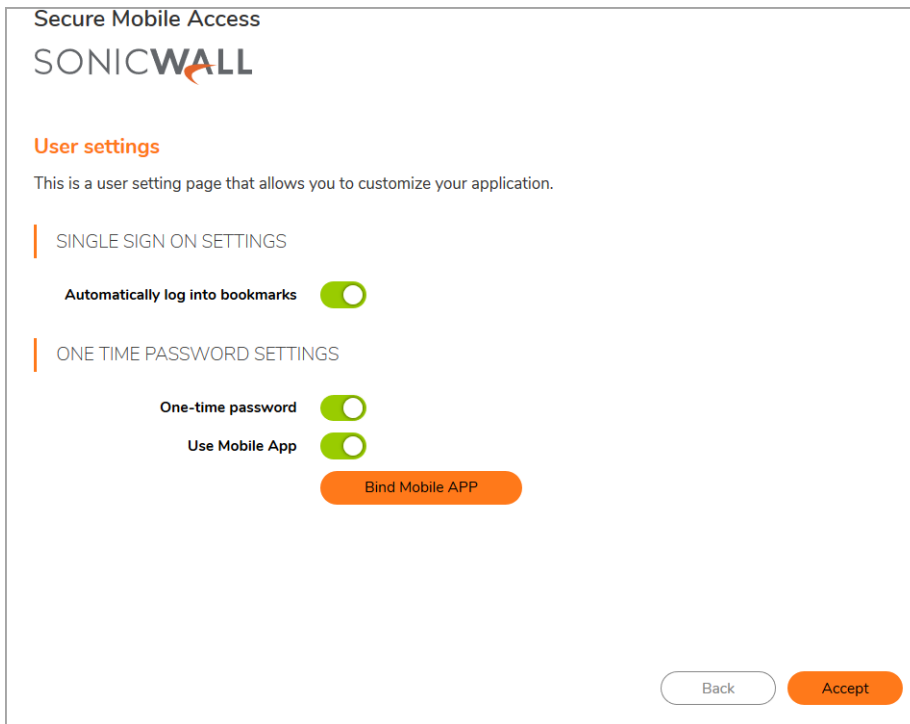 Secure Mobile Access
SONICWALL
User settings
This is a user setting page that allows you to customize your application.
SINGLE SIGN ON SETTINGS
Automatically log into bookmarks
ONE TIME PASSWORD SETTINGS
One-time password
Use Mobile App
Bind Mobile APP
Back Accept